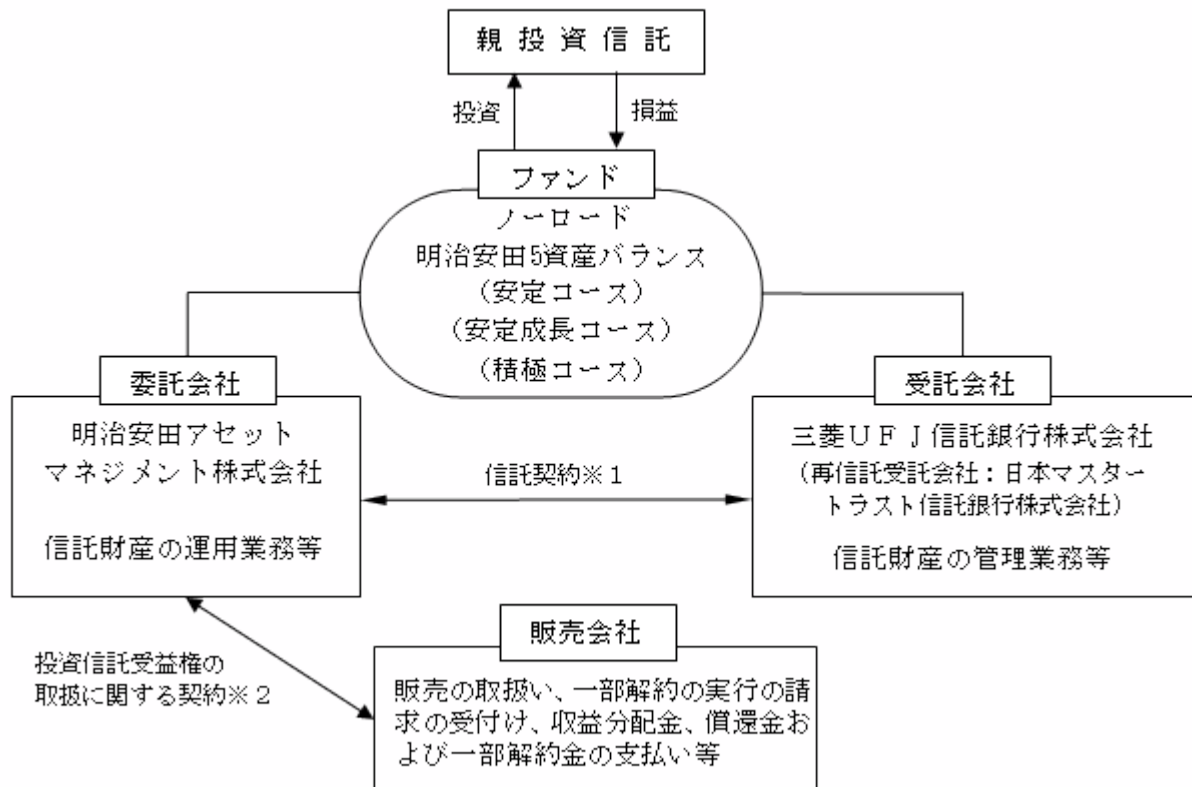 親投資信託
投資
損益
ファンド
ノーロード
明治安田5資産バランス
（安定コース）
（安定成長コース）
（積極コース）
委託会社
明治安田アセット
マネジメント株式会社
信託財産の運用業務等
信託契約※１
受託会社
三菱ＵＦＪ信託銀行株式会社
（再信託受託会社：日本マスター
トラスト信託銀行株式会社）
信託財産の管理業務等
投資信託受益権の
取扱に関する契約※２
販売会社
販売の取扱い、一部解約の実行の請
求の受付け、収益分配金、償還金お
よび一部解約金の支払い等